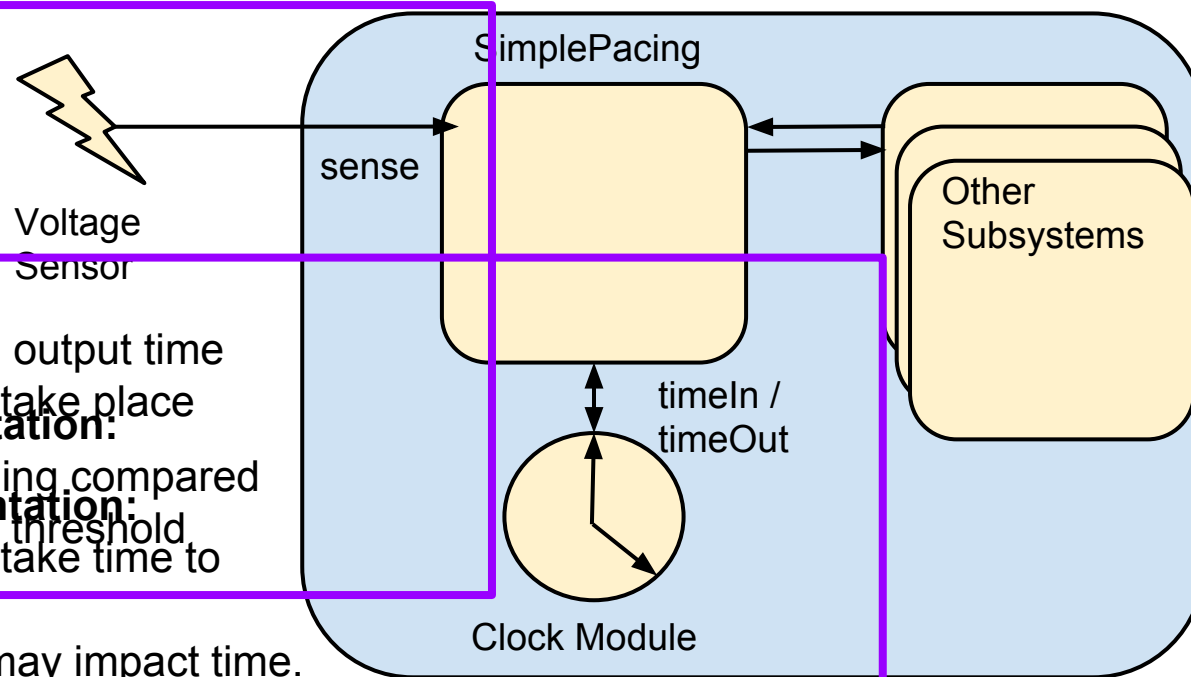 SimplePacing
sense
Other
Subsystems
Voltage
Sensor
output time
take place
tation:
ing compared
ntation:
threshold
take time to
may impact time.
timeIn /
timeOut
Clock Module